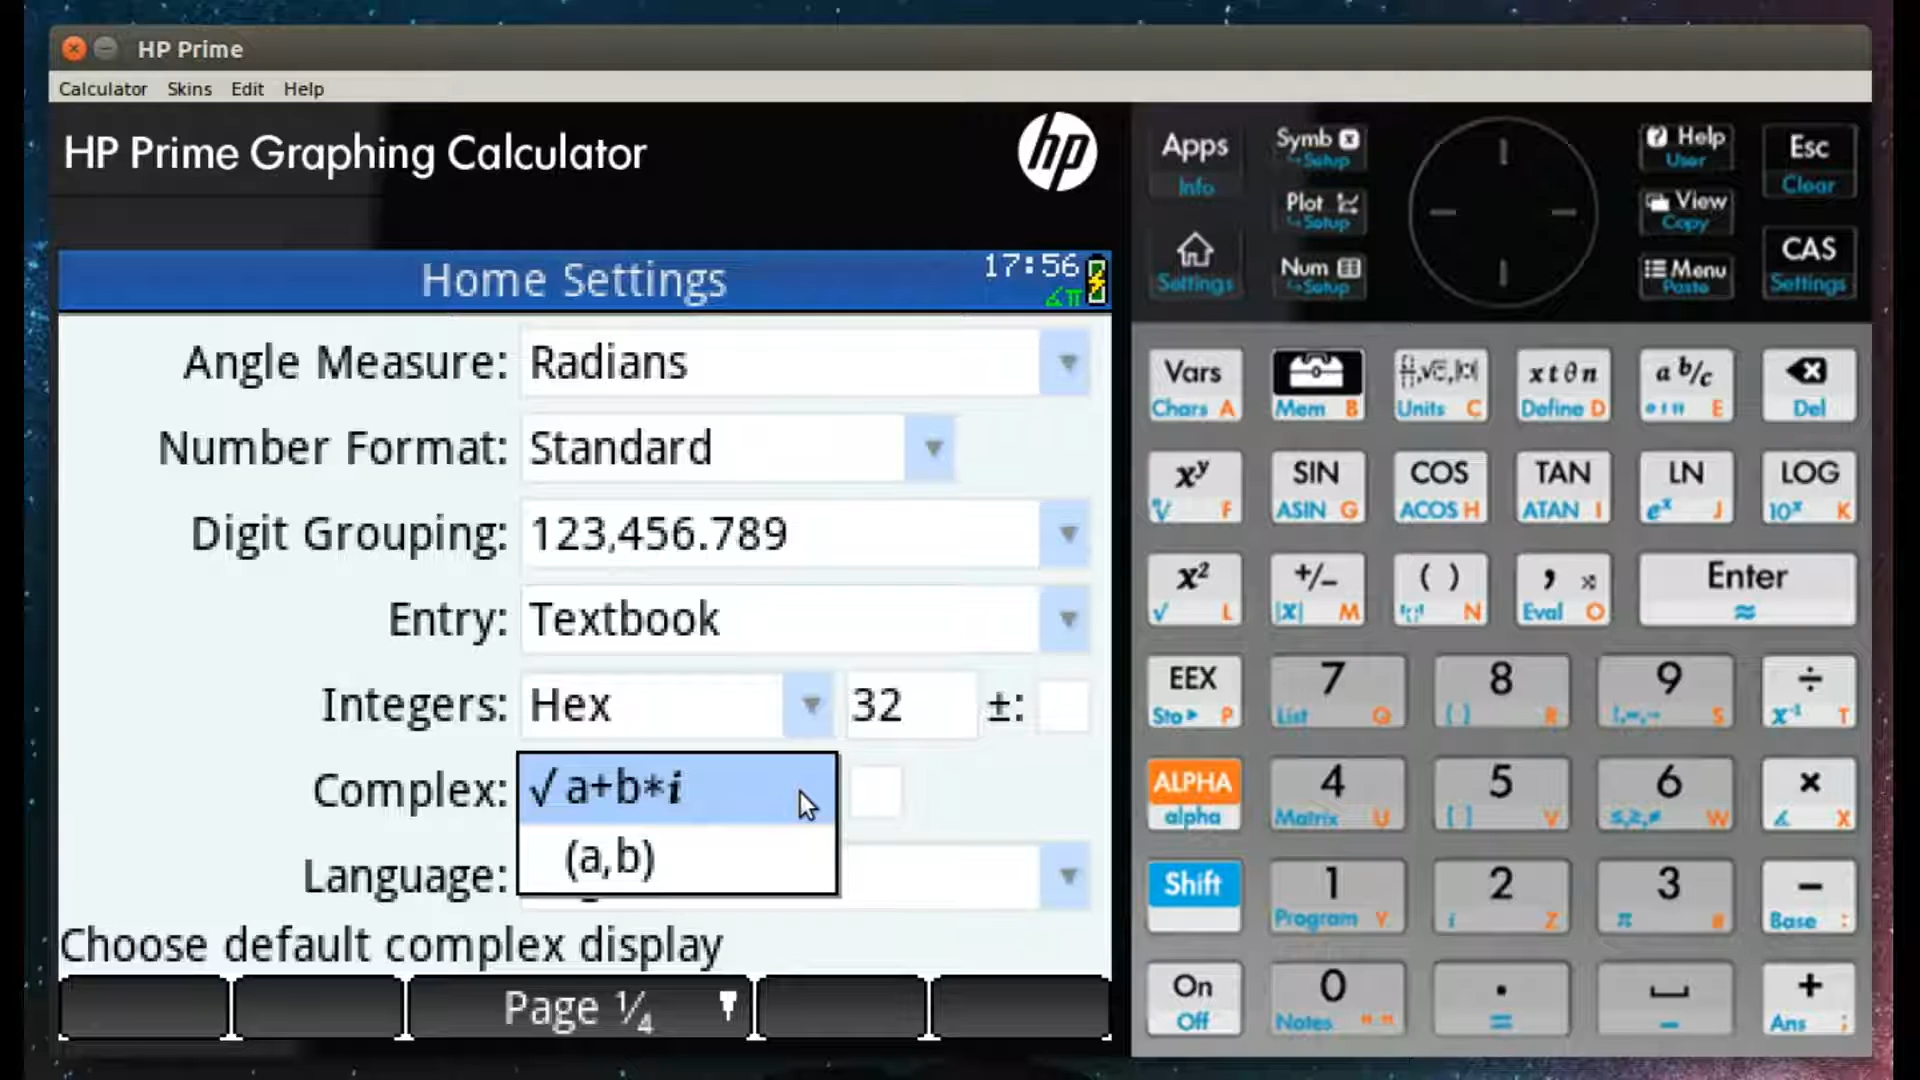 HP Prime
Calculator Skins Edit Help
HP Prime Graphing Calculator
hp
Home Settings
17:56
∡π
Angle Measure: Radians
Number Format: Standard
Digit Grouping: 123,456.789
Entry: Textbook
Integers: Hex 32 ±:
Complex: √ a+b*i
(a,b)
Language:
Choose default complex display
Page 1/4
Apps
Info
Symb
Setup
Plot
Setup
Num
Setup
Settings
Help
User
View
Copy
Menu
Paste
Esc
Clear
CAS
Settings
Vars
Chars A
Mem B
Units C
x t θ n
Define D
a b/c
E
Del
xʸ
F
SIN
ASIN G
COS
ACOS H
TAN
ATAN I
LN
eˣ J
LOG
10ˣ K
x²
√ L
+/−
|x| M
( )
N
,
Eval O
Enter
≈
EEX
Sto ▸ P
7
List Q
8
{ } R
9
S
÷
x⁻¹ T
ALPHA
alpha
4
Matrix U
5
[ ] V
6
≤,≥,≠ W
×
∡ X
Shift
1
Program Y
2
i Z
3
π #
−
Base :
On
Off
0
Notes " "
.
=
+
Ans ;